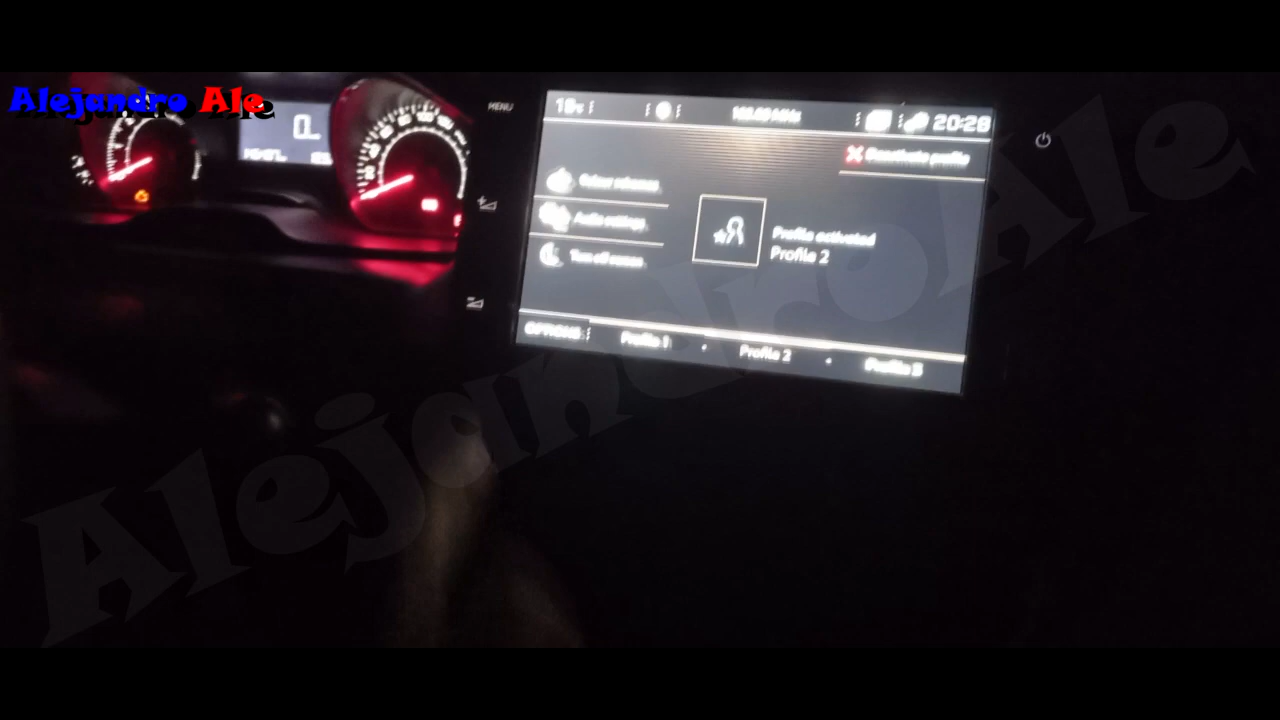 Alejandro Ale
MENU
20:28
Deactivate profile
Colour schemes
Audio settings
Turn off screen
Profile activated
Profile 2
OPTIONS
Profile 1
Profile 2
Profile 3
AlejandroAle